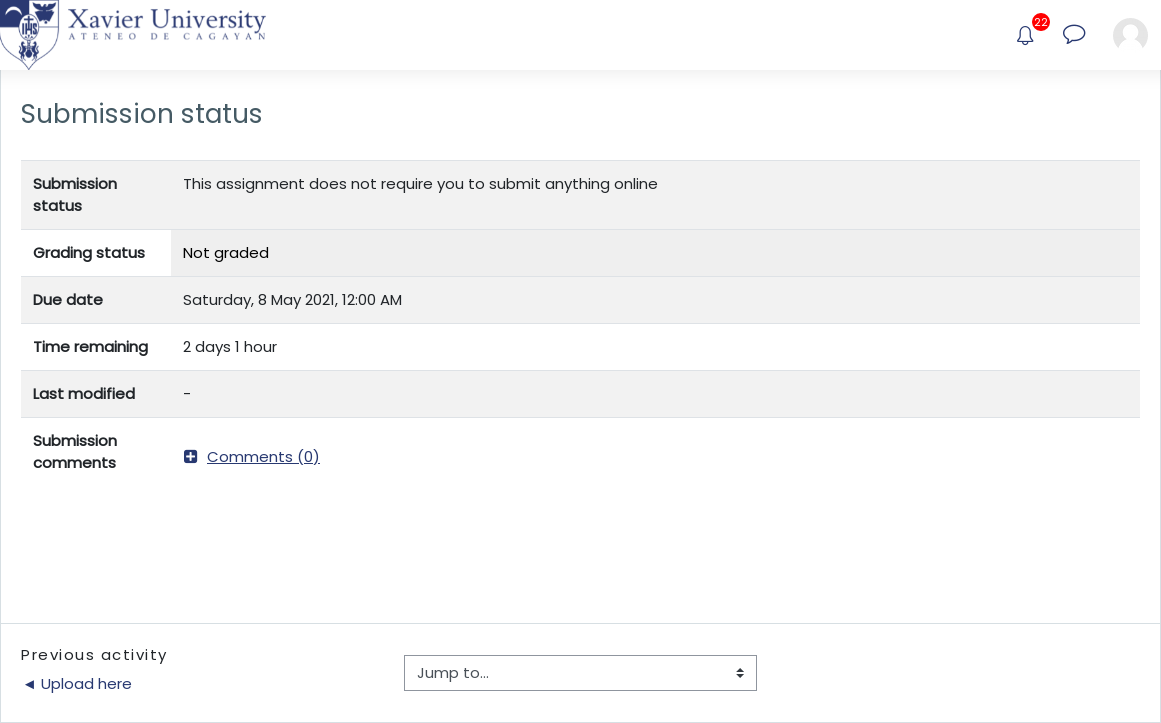 Xavier University
ATENEO DE CAGAYAN
IHS
22
Submission status
Submission
status
This assignment does not require you to submit anything online
Grading status
Not graded
Due date
Saturday, 8 May 2021, 12:00 AM
Time remaining
2 days 1 hour
Last modified
-
Submission
comments
Comments (0)
Previous activity
◄ Upload here
Jump to...